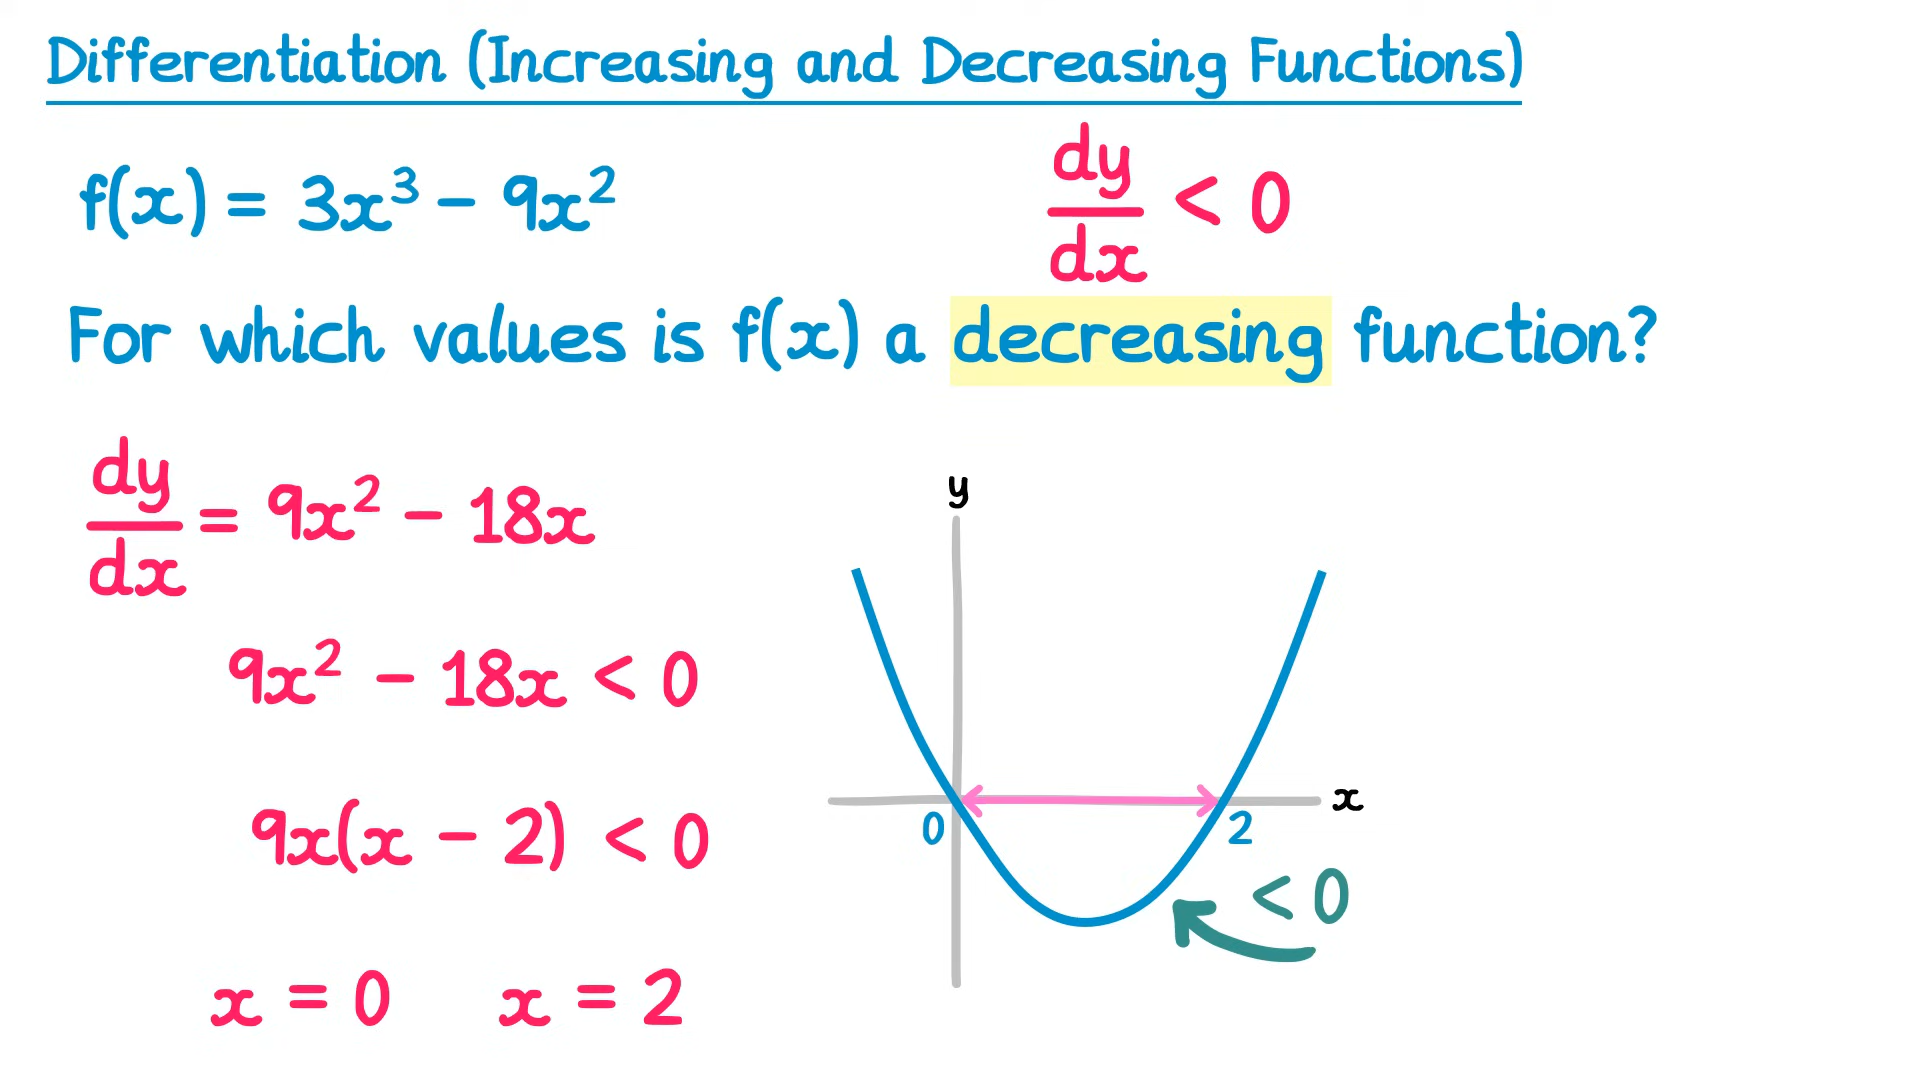 Differentiation (Increasing and Decreasing Functions)
f(x) = 3x³ − 9x²
dy/dx < 0
For which values is f(x) a decreasing function?
dy/dx = 9x² − 18x
9x² − 18x < 0
9x(x − 2) < 0
x = 0 x = 2
y
x
0
2
< 0